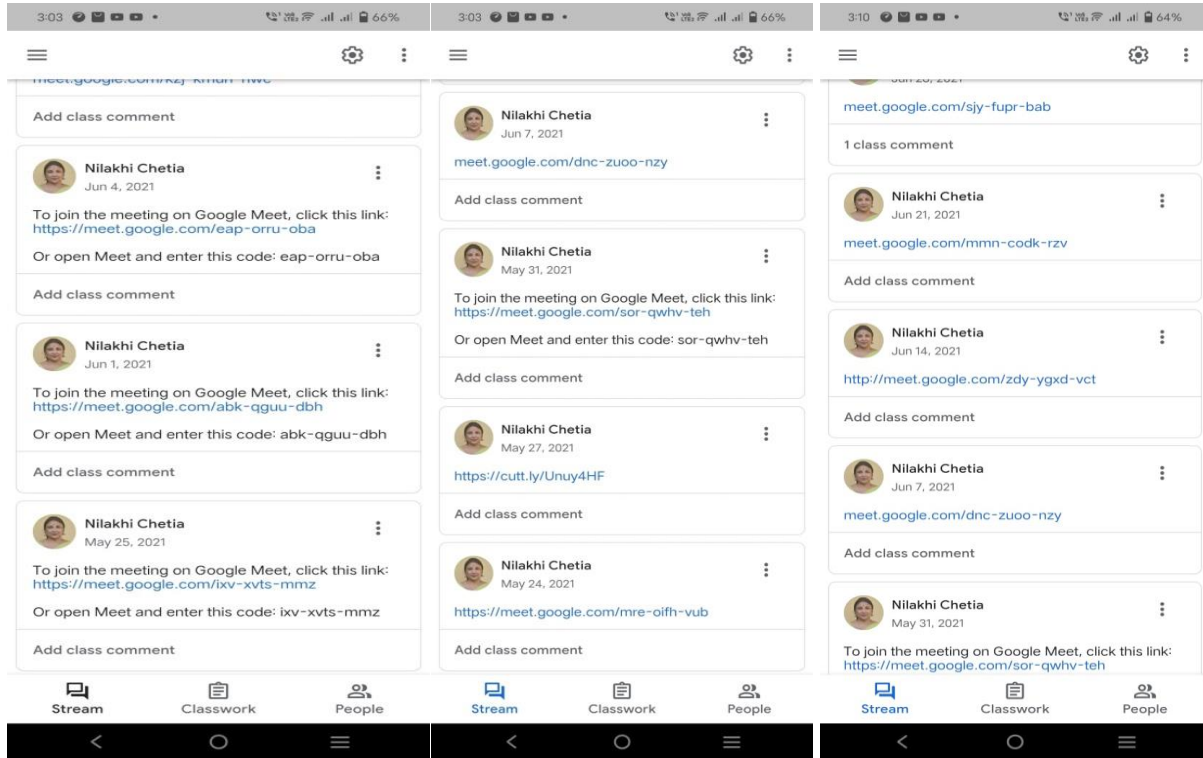 3:03
66%
Add class comment
Nilakhi Chetia
Jun 4, 2021
To join the meeting on Google Meet, click this link:
https://meet.google.com/eap-orru-oba
Or open Meet and enter this code: eap-orru-oba
Add class comment
Nilakhi Chetia
Jun 1, 2021
To join the meeting on Google Meet, click this link:
https://meet.google.com/abk-qguu-dbh
Or open Meet and enter this code: abk-qguu-dbh
Add class comment
Nilakhi Chetia
May 25, 2021
To join the meeting on Google Meet, click this link:
https://meet.google.com/ixv-xvts-mmz
Or open Meet and enter this code: ixv-xvts-mmz
Add class comment
Stream Classwork People
3:03
66%
Nilakhi Chetia
Jun 7, 2021
meet.google.com/dnc-zuoo-nzy
Add class comment
Nilakhi Chetia
May 31, 2021
To join the meeting on Google Meet, click this link:
https://meet.google.com/sor-qwhv-teh
Or open Meet and enter this code: sor-qwhv-teh
Add class comment
Nilakhi Chetia
May 27, 2021
https://cutt.ly/Unuy4HF
Add class comment
Nilakhi Chetia
May 24, 2021
https://meet.google.com/mre-oifh-vub
Add class comment
Stream Classwork People
3:10
64%
meet.google.com/sjy-fupr-bab
1 class comment
Nilakhi Chetia
Jun 21, 2021
meet.google.com/mmn-codk-rzv
Add class comment
Nilakhi Chetia
Jun 14, 2021
http://meet.google.com/zdy-ygxd-vct
Add class comment
Nilakhi Chetia
Jun 7, 2021
meet.google.com/dnc-zuoo-nzy
Add class comment
Nilakhi Chetia
May 31, 2021
To join the meeting on Google Meet, click this link:
https://meet.google.com/sor-qwhv-teh
Stream Classwork People